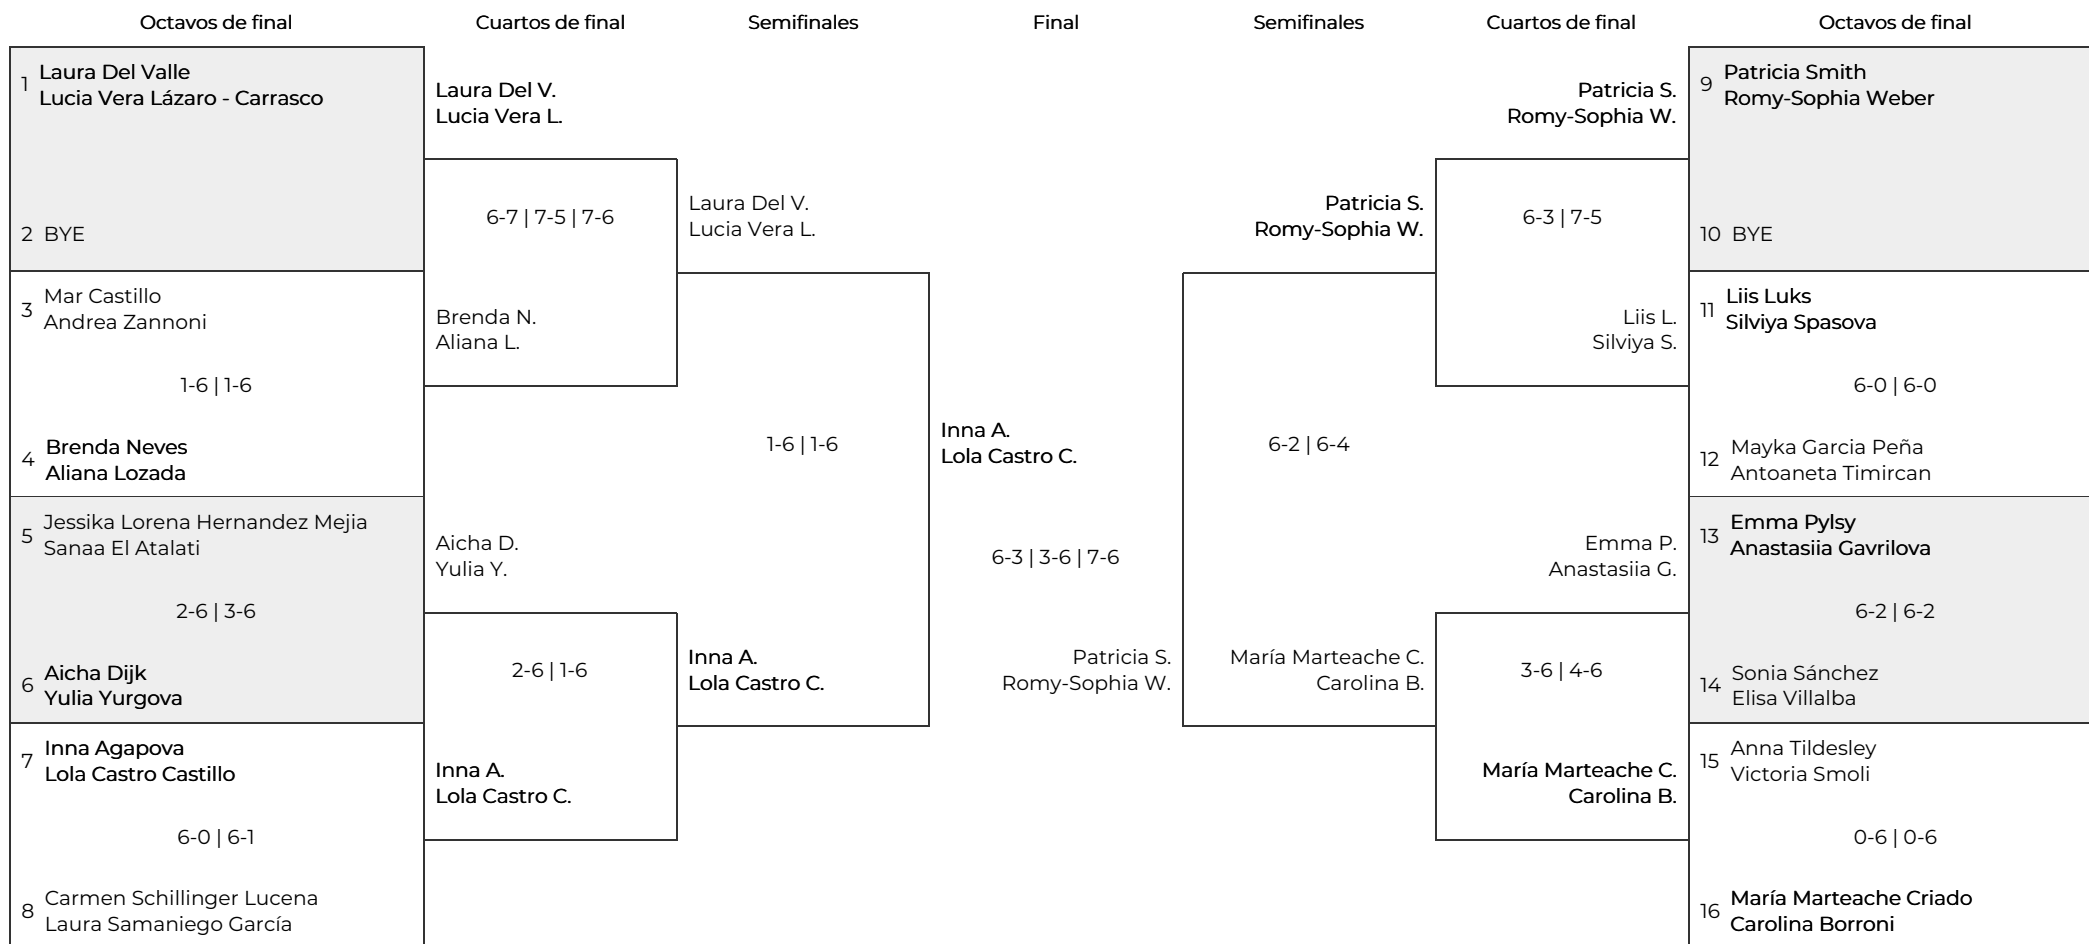 Octavos de final
Cuartos de final
Semifinales
Final
Semifinales
Cuartos de final
Octavos de final
1
Laura Del Valle
Lucia Vera Lázaro - Carrasco
2 BYE
3
Mar Castillo
Andrea Zannoni
1-6 | 1-6
4
Brenda Neves
Aliana Lozada
5
Jessika Lorena Hernandez Mejia
Sanaa El Atalati
2-6 | 3-6
6
Aicha Dijk
Yulia Yurgova
7
Inna Agapova
Lola Castro Castillo
6-0 | 6-1
8
Carmen Schillinger Lucena
Laura Samaniego García
Laura Del V.
Lucia Vera L.
6-7 | 7-5 | 7-6
Brenda N.
Aliana L.
Aicha D.
Yulia Y.
2-6 | 1-6
Inna A.
Lola Castro C.
Laura Del V.
Lucia Vera L.
1-6 | 1-6
Inna A.
Lola Castro C.
Inna A.
Lola Castro C.
6-3 | 3-6 | 7-6
Patricia S.
Romy-Sophia W.
Patricia S.
Romy-Sophia W.
6-2 | 6-4
María Marteache C.
Carolina B.
Patricia S.
Romy-Sophia W.
6-3 | 7-5
Liis L.
Silviya S.
Emma P.
Anastasiia G.
3-6 | 4-6
María Marteache C.
Carolina B.
9
Patricia Smith
Romy-Sophia Weber
10 BYE
11
Liis Luks
Silviya Spasova
6-0 | 6-0
12
Mayka Garcia Peña
Antoaneta Timircan
13
Emma Pylsy
Anastasiia Gavrilova
6-2 | 6-2
14
Sonia Sánchez
Elisa Villalba
15
Anna Tildesley
Victoria Smoli
0-6 | 0-6
16
María Marteache Criado
Carolina Borroni